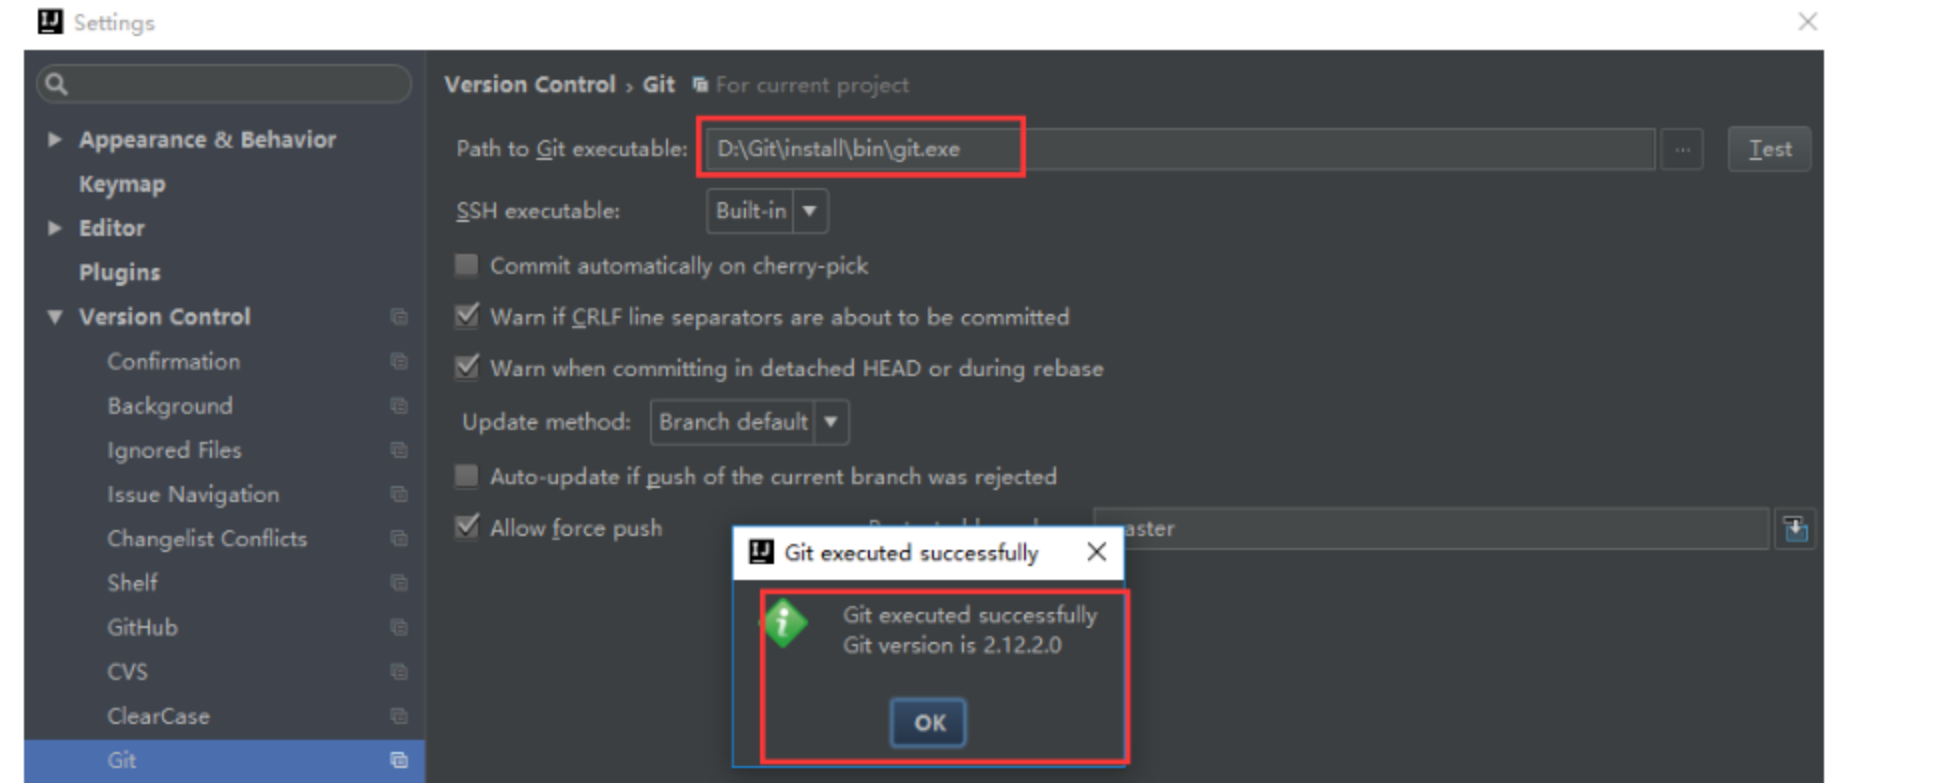 Settings
Version Control › Git For current project
Appearance & Behavior
Keymap
Editor
Plugins
Version Control
Confirmation
Background
Ignored Files
Issue Navigation
Changelist Conflicts
Shelf
GitHub
CVS
ClearCase
Git
Path to Git executable: D:\Git\install\bin\git.exe ... Test
SSH executable: Built-in
Commit automatically on cherry-pick
Warn if CRLF line separators are about to be committed
Warn when committing in detached HEAD or during rebase
Update method: Branch default
Auto-update if push of the current branch was rejected
Allow force push aster
Git executed successfully
Git executed successfully
Git version is 2.12.2.0
OK